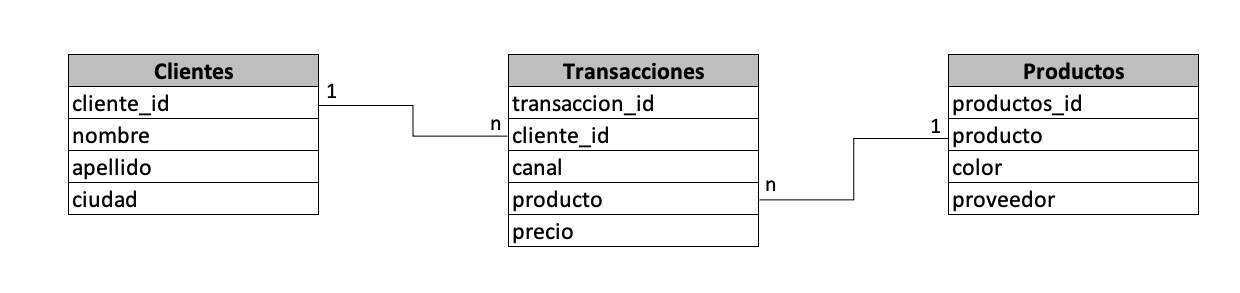 Clientes
cliente_id
nombre
apellido
ciudad
1
n
Transacciones
transaccion_id
cliente_id
canal
producto
precio
n
1
Productos
productos_id
producto
color
proveedor